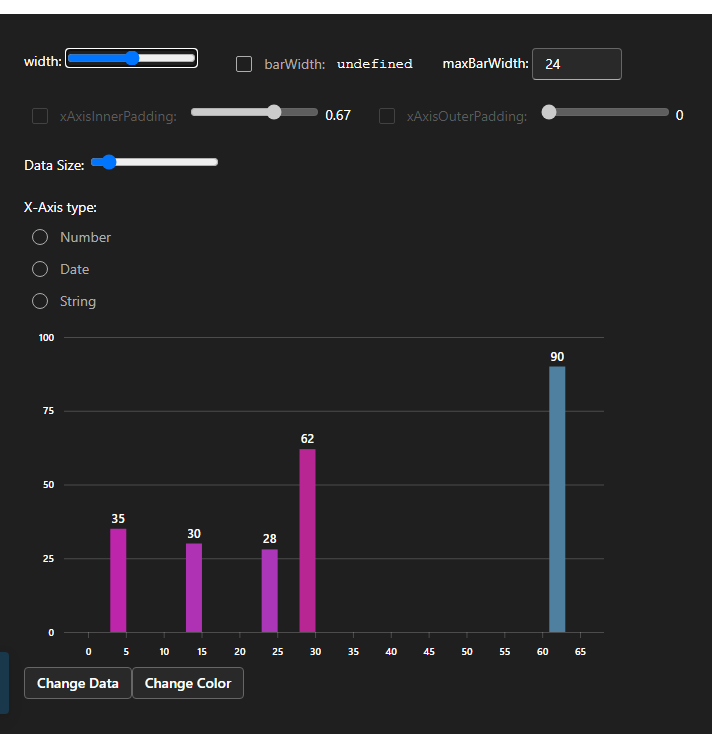 width: barWidth: undefined maxBarWidth: 24
xAxisInnerPadding: 0.67 xAxisOuterPadding: 0
Data Size:
X-Axis type:
Number
Date
String
100
90
75
62
50
35
30
28
25
0
0 5 10 15 20 25 30 35 40 45 50 55 60 65
Change Data Change Color